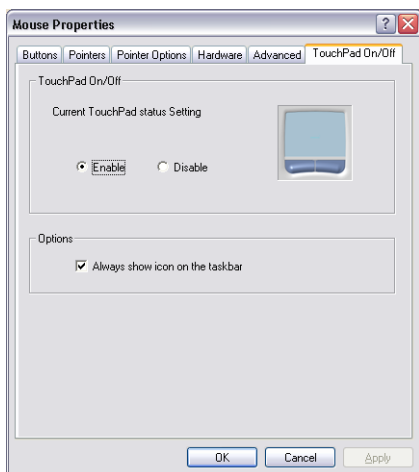 Mouse Properties
Buttons Pointers Pointer Options Hardware Advanced TouchPad On/Off
TouchPad On/Off
Current TouchPad status Setting
Enable Disable
Options
Always show icon on the taskbar
OK Cancel Apply